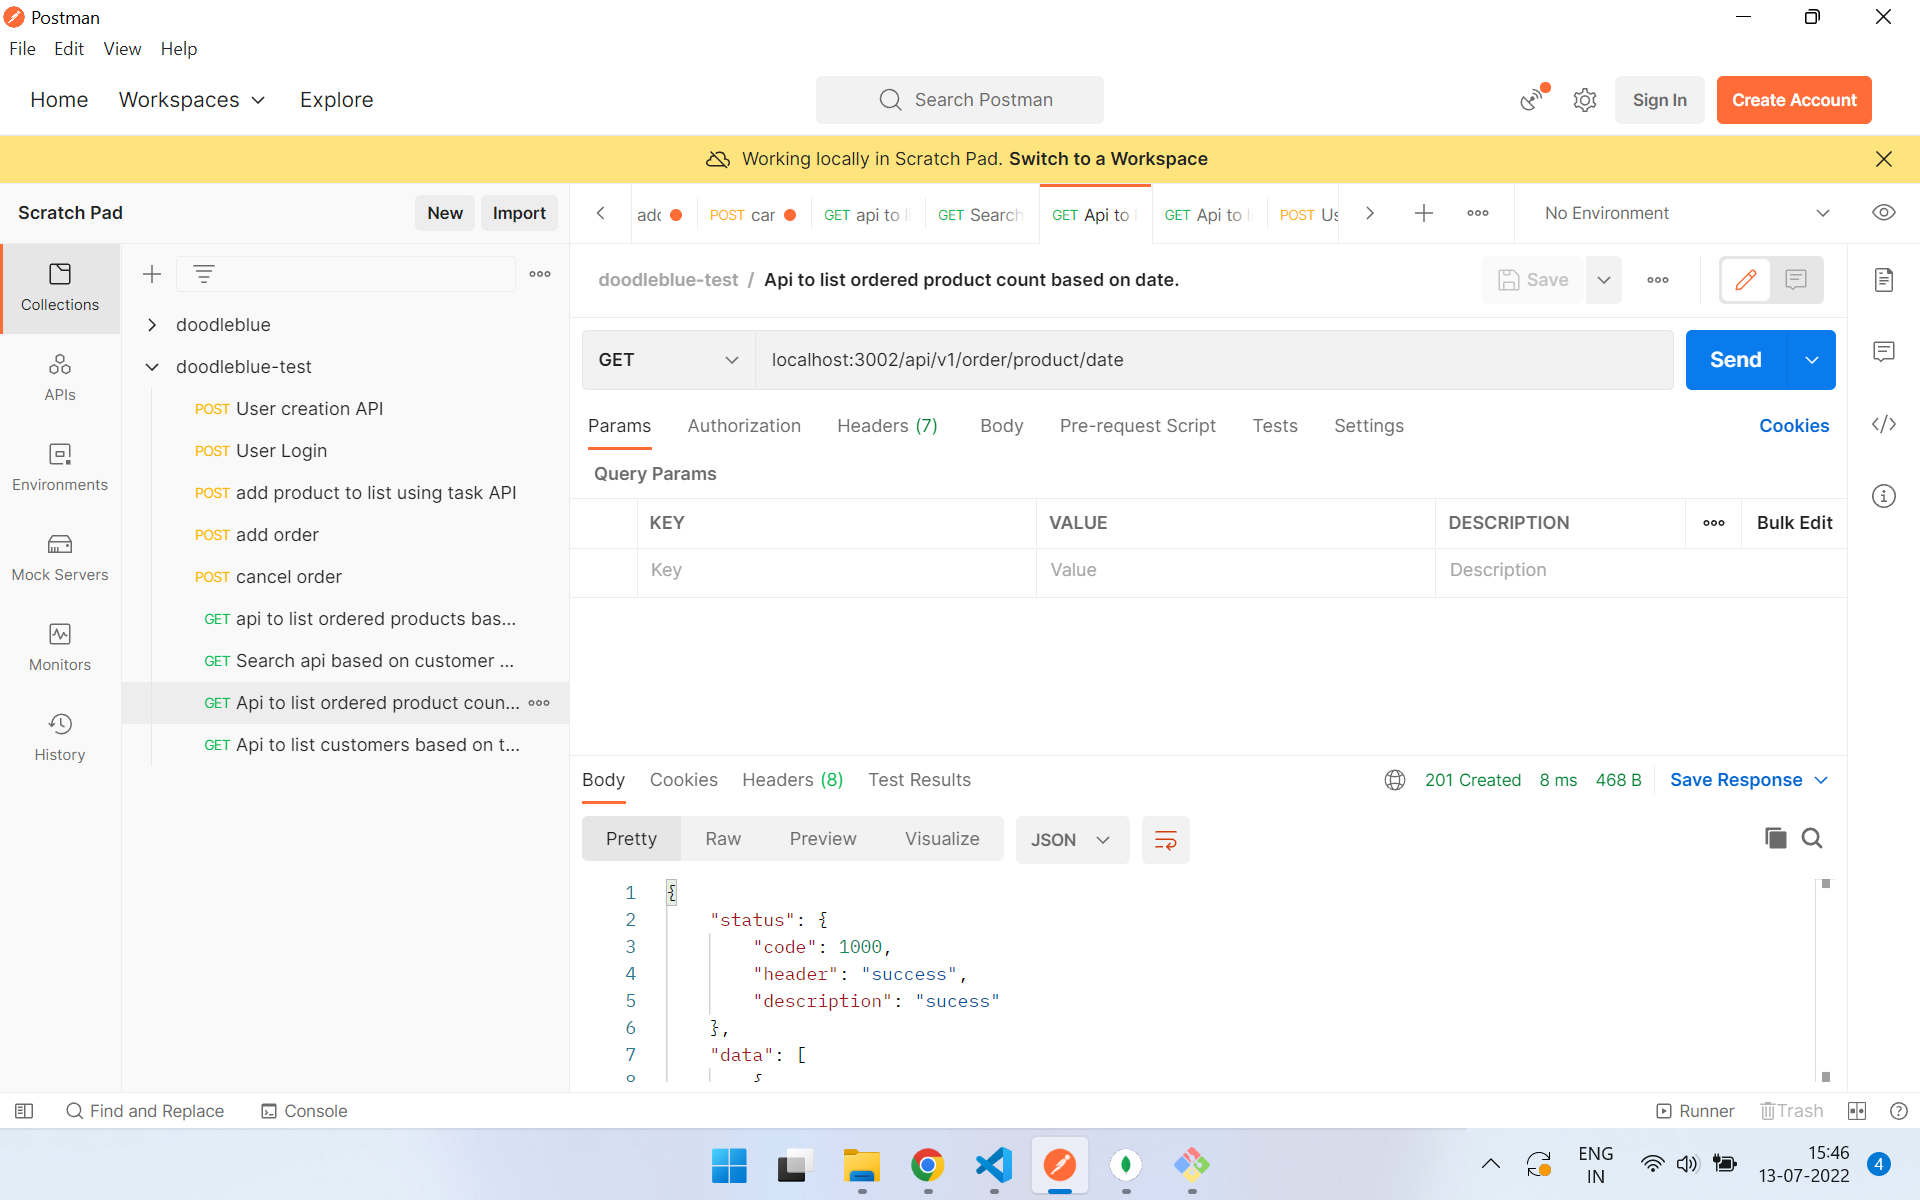 Postman
File Edit View Help
Home Workspaces Explore
Search Postman
Sign In
Create Account
Working locally in Scratch Pad. Switch to a Workspace
Scratch Pad
New
Import
add
POST car
GET api to
GET Search
GET Api to
GET Api to
POST Us
No Environment
Collections
APIs
Environments
Mock Servers
Monitors
History
doodleblue
doodleblue-test
POST User creation API
POST User Login
POST add product to list using task API
POST add order
POST cancel order
GET api to list ordered products bas...
GET Search api based on customer ...
GET Api to list ordered product coun...
GET Api to list customers based on t...
doodleblue-test / Api to list ordered product count based on date.
Save
GET
localhost:3002/api/v1/order/product/date
Send
Params Authorization Headers (7) Body Pre-request Script Tests Settings
Cookies
Query Params
KEY VALUE DESCRIPTION
Bulk Edit
Key Value Description
Body Cookies Headers (8) Test Results
201 Created 8 ms 468 B
Save Response
Pretty Raw Preview Visualize
JSON
1 {
2 "status": {
3 "code": 1000,
4 "header": "success",
5 "description": "sucess"
6 },
7 "data": [
8 {
Find and Replace
Console
Runner
Trash
ENG
IN
15:46
13-07-2022
4